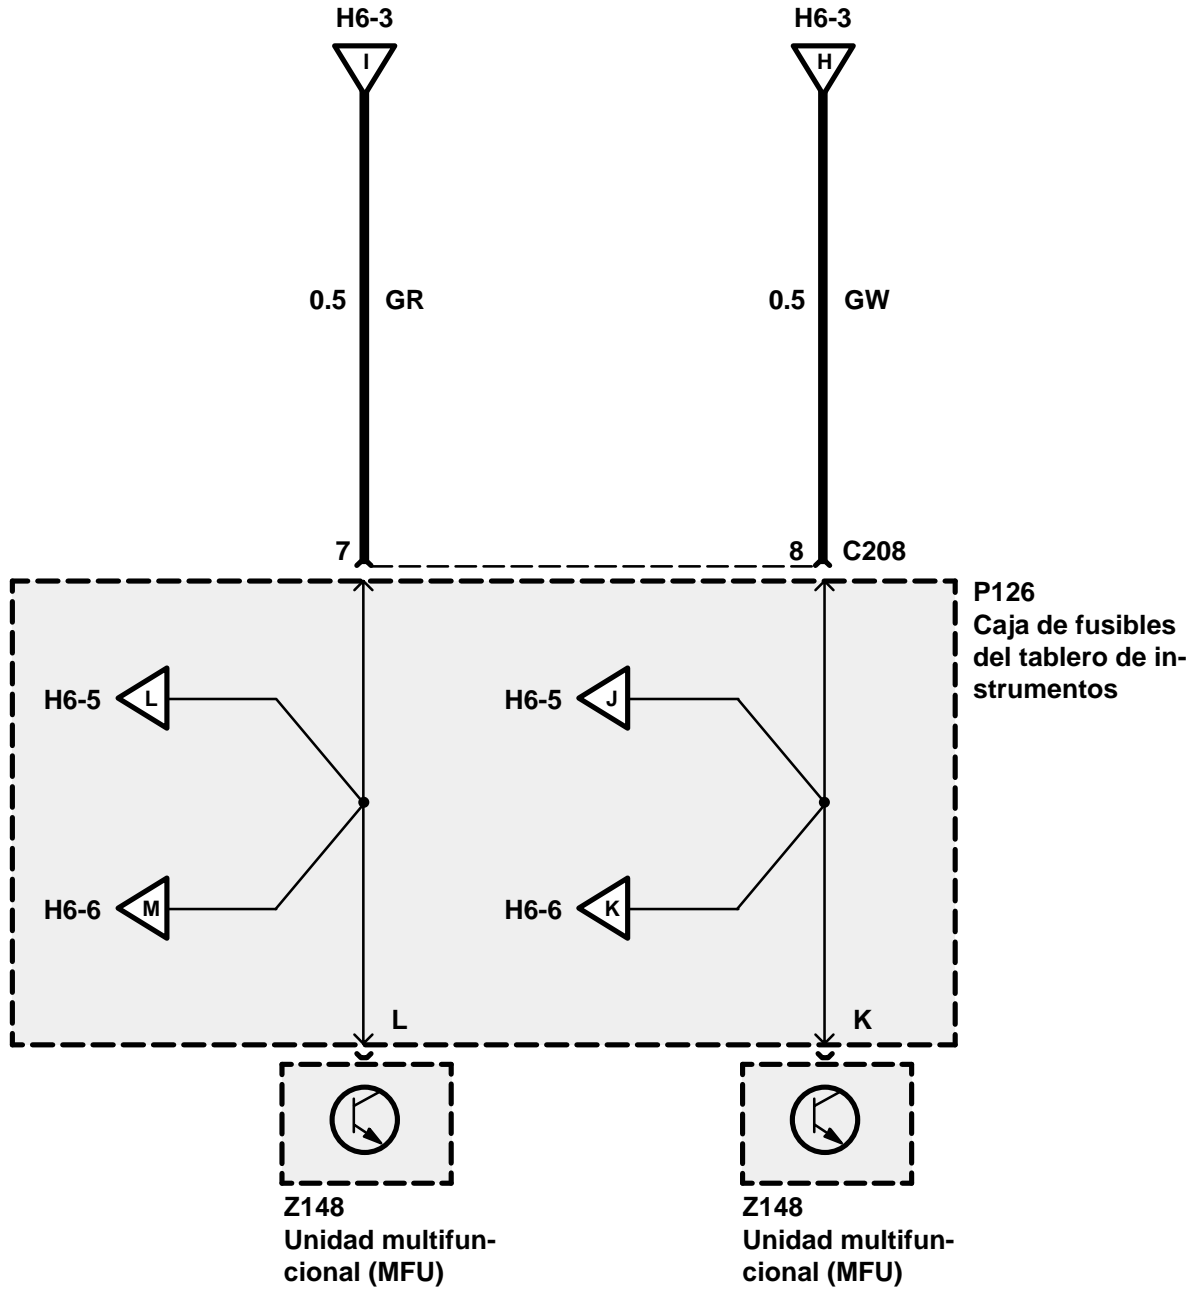 H6-3
H6-3
I
H
0.5 GR
0.5 GW
7
8 C208
P126
Caja de fusibles
del tablero de in-
strumentos
H6-5 L
H6-5 J
H6-6 M
H6-6 K
L
K
Z148
Unidad multifun-
cional (MFU)
Z148
Unidad multifun-
cional (MFU)